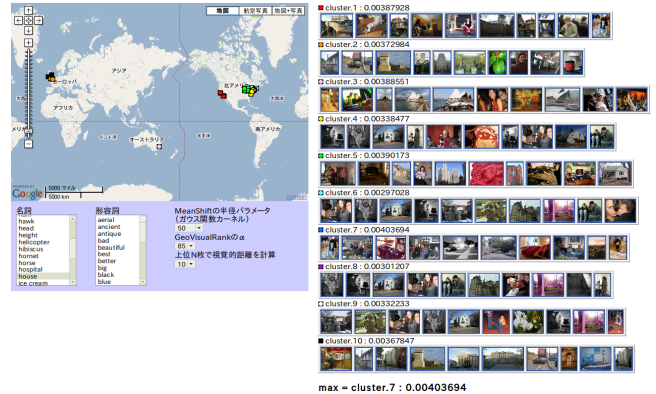 地図
航空写真
地図+写真
アジア
ヨーロッパ
北アメリカ
アフリカ
インド洋
オーストラリア
太平洋
大西洋
南アメリカ
POWERED BY
Google
5000 マイル
5000 km
名詞
hawk
head
height
helicopter
hibiscus
hornet
horse
hospital
house
ice cream
形容詞
aerial
ancient
antique
bad
beautiful
best
better
big
black
blue
MeanShiftの半径パラメータ
(ガウス関数カーネル)
50
GeoVisualRankのα
85
上位N枚で視覚的距離を計算
10
cluster.1 : 0.00387928
cluster.2 : 0.00372984
cluster.3 : 0.00388551
cluster.4 : 0.00338477
cluster.5 : 0.00390173
cluster.6 : 0.00297028
cluster.7 : 0.00403694
cluster.8 : 0.00301207
cluster.9 : 0.00332233
cluster.10 : 0.00367847
max = cluster.7 : 0.00403694